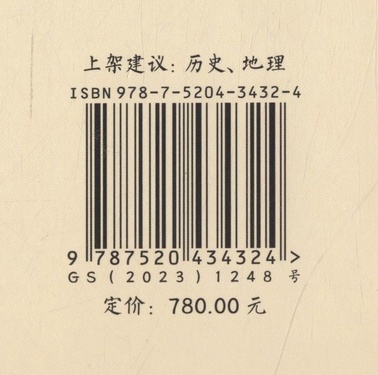 上架建议：历史、地理
ISBN 978-7-5204-3432-4
9 787520 434324 >
GS(2023)1248 号
定价：780.00 元